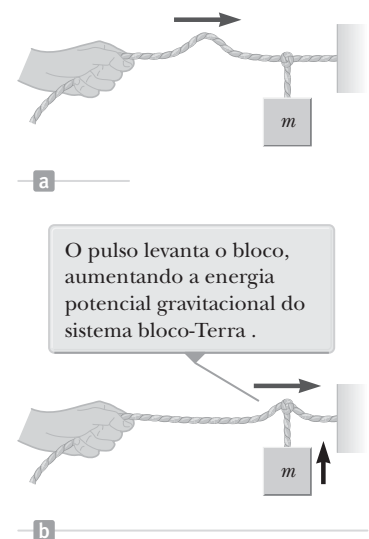 m
a
O pulso levanta o bloco,
aumentando a energia
potencial gravitacional do
sistema bloco-Terra .
m
b